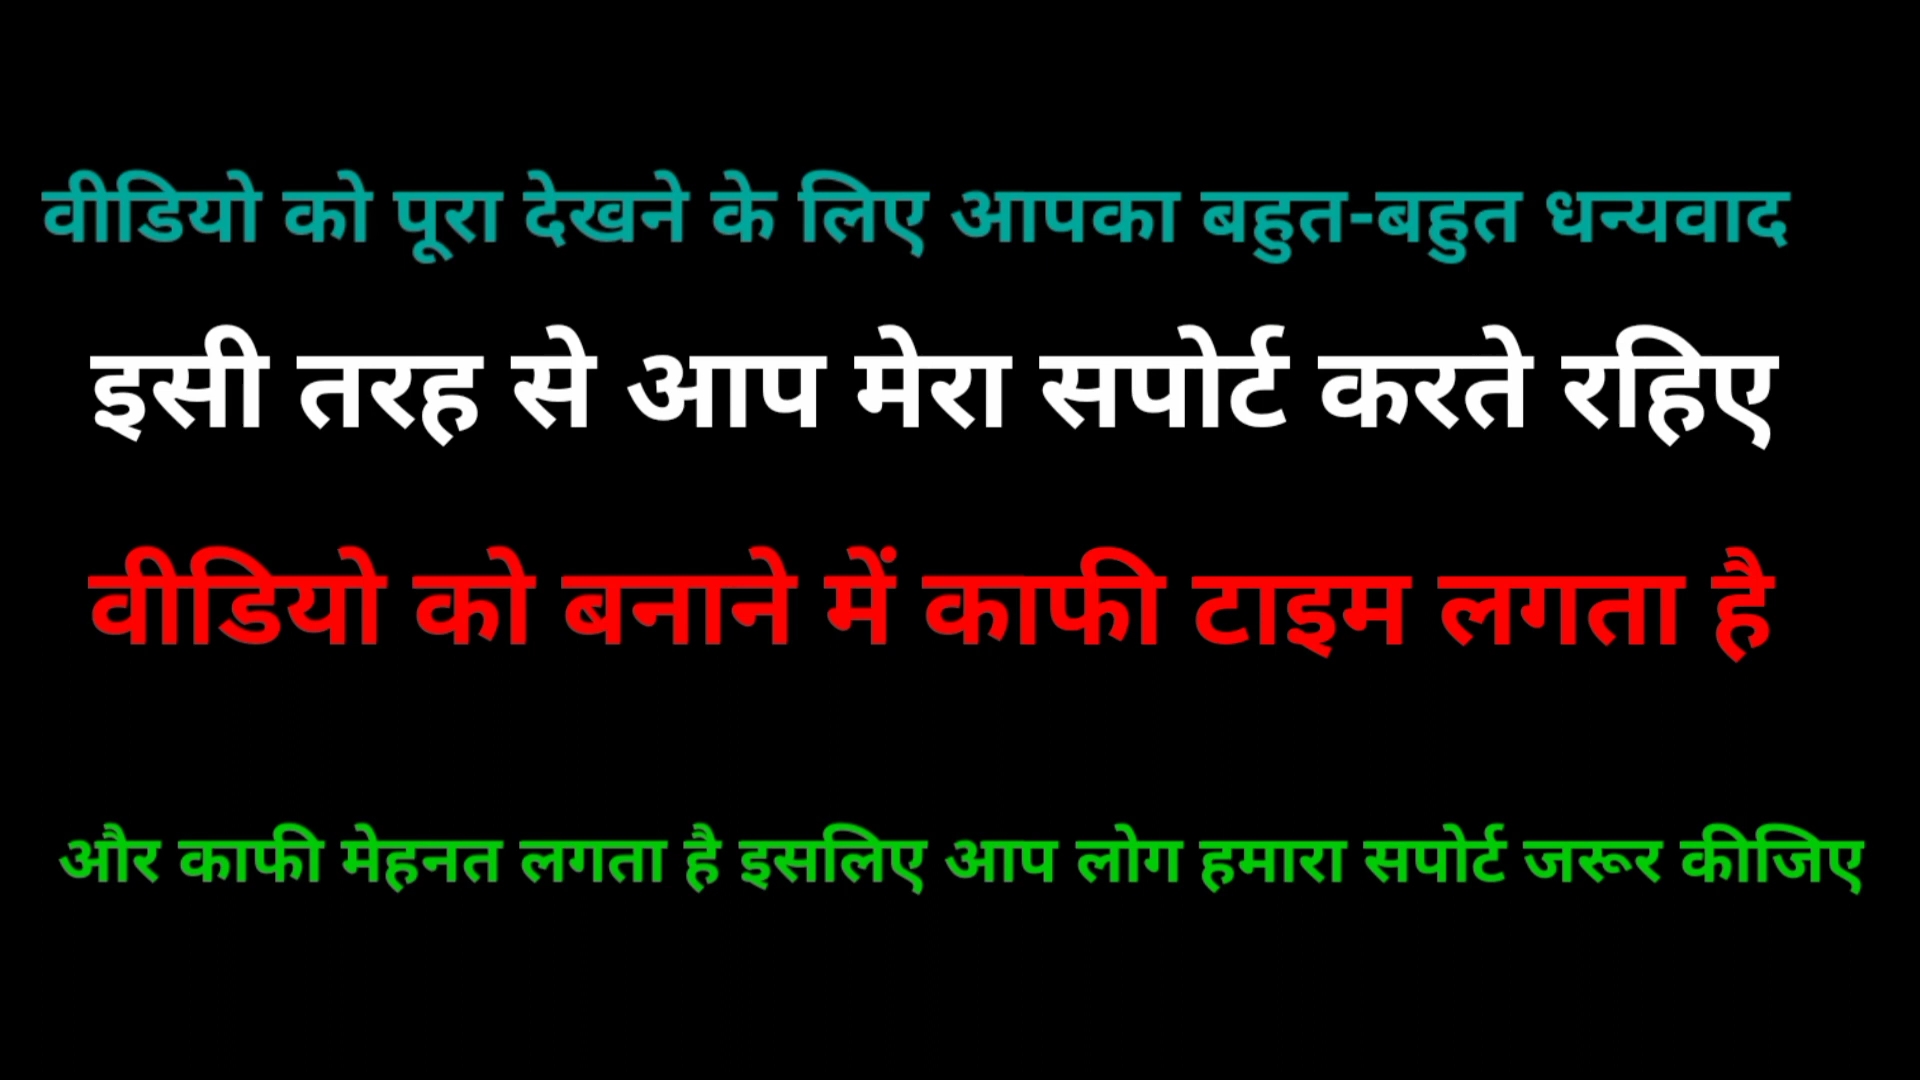 वीडियो को पूरा देखने के लिए आपका बहुत-बहुत धन्यवाद
इसी तरह से आप मेरा सपोर्ट करते रहिए
वीडियो को बनाने में काफी टाइम लगता है
और काफी मेहनत लगता है इसलिए आप लोग हमारा सपोर्ट जरूर कीजिए